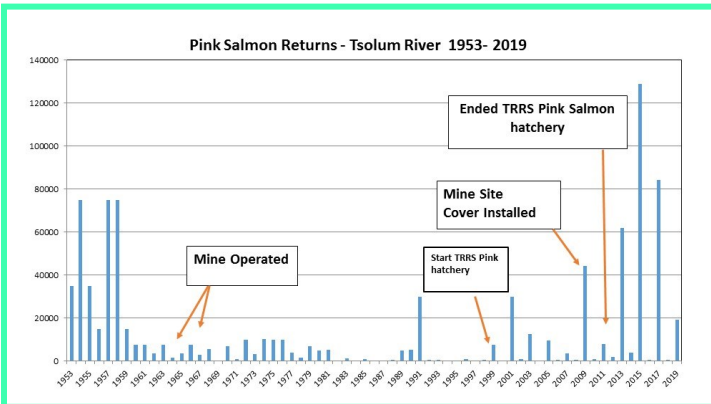 Pink Salmon Returns - Tsolum River 1953- 2019
140000
120000
100000
80000
60000
40000
20000
0
Ended TRRS Pink Salmon
hatchery
Mine Site
Cover Installed
Mine Operated
Start TRRS Pink
hatchery
1953 1955 1957 1959 1961 1963 1965 1967 1969 1971 1973 1975 1977 1979 1981 1983 1985 1987 1989 1991 1993 1995 1997 1999 2001 2003 2005 2007 2009 2011 2013 2015 2017 2019